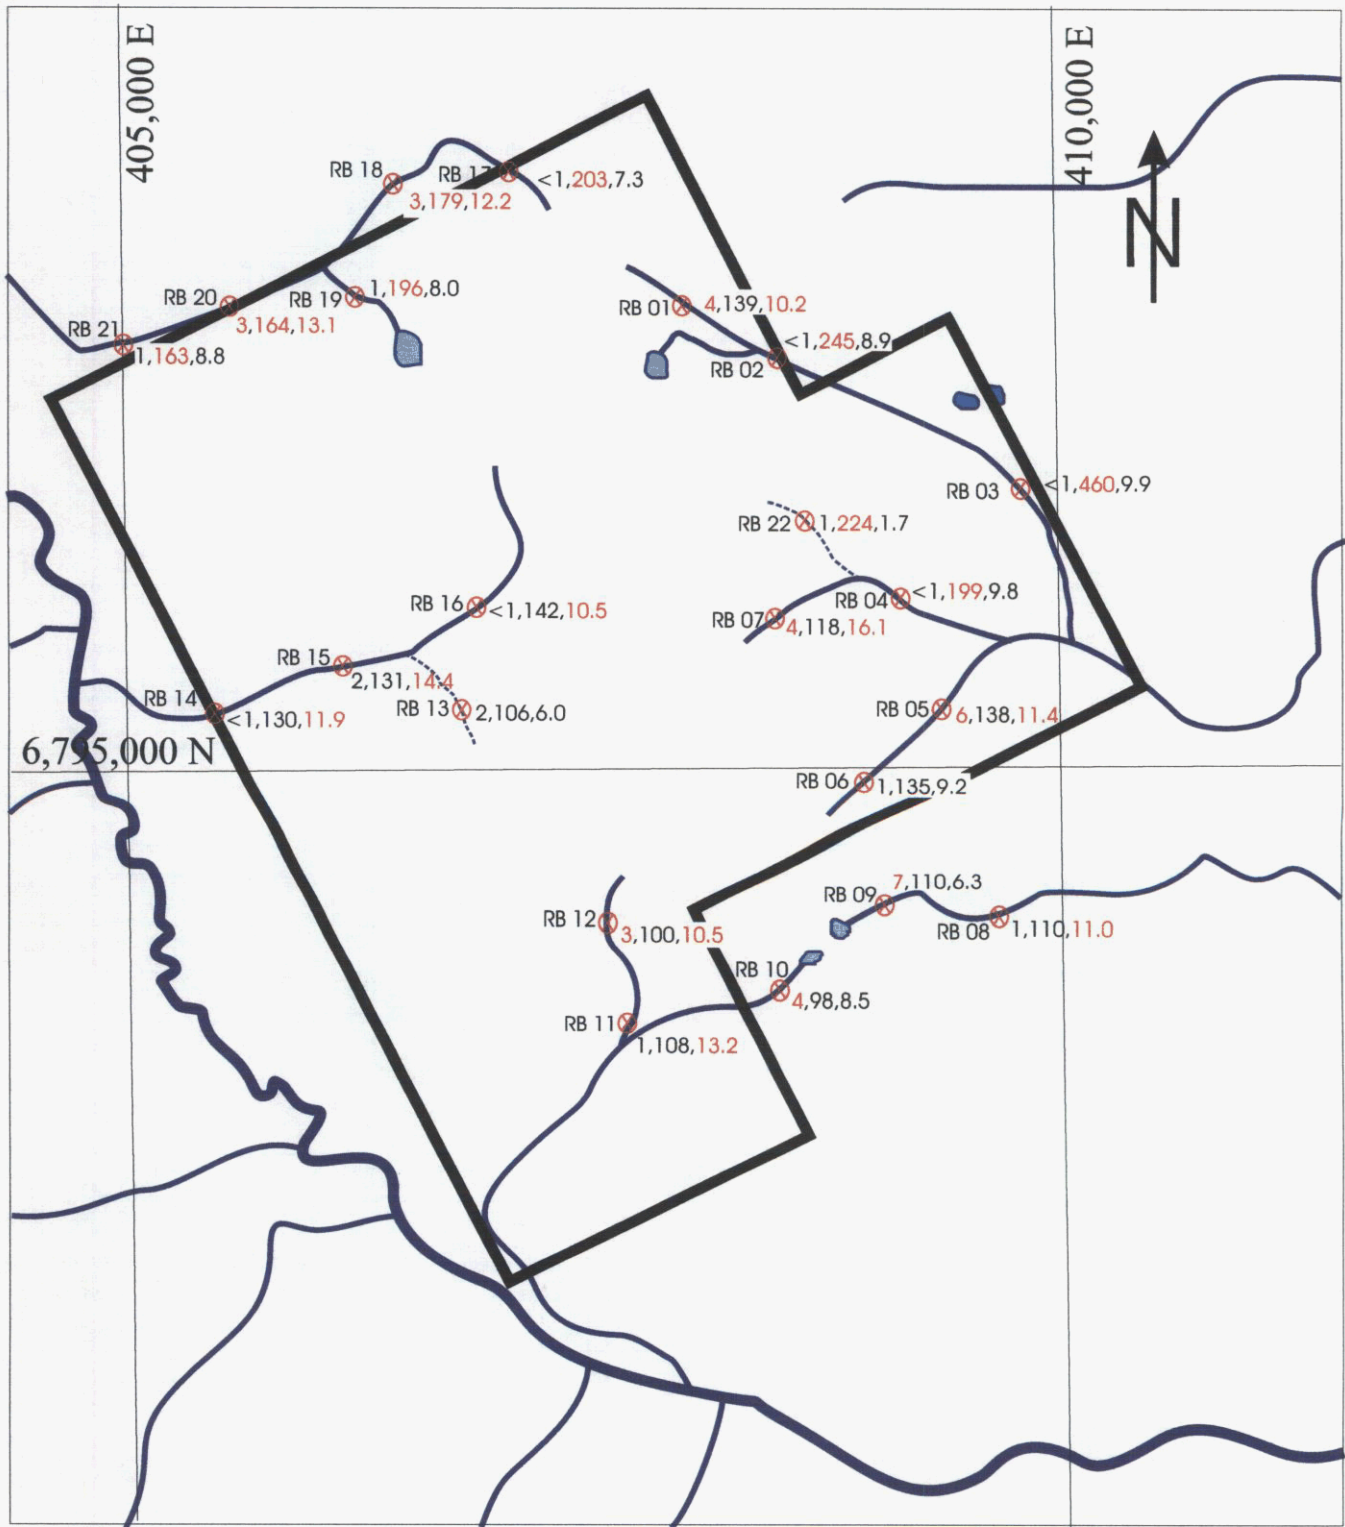 405,000 E
410,000 E
N
RB 18
RB 17
<1,203,7.3
3,179,12.2
RB 20
RB 19
1,196,8.0
3,164,13.1
RB 21
1,163,8.8
RB 01
4,139,10.2
<1,245,8.9
RB 02
RB 03
<1,460,9.9
RB 22
1,224,1.7
RB 16
<1,142,10.5
RB 04
<1,199,9.8
RB 07
4,118,16.1
RB 15
2,131,14.4
RB 14
<1,130,11.9
RB 13
2,106,6.0
RB 05
6,138,11.4
6,795,000 N
RB 06
1,135,9.2
RB 09
7,110,6.3
RB 08
1,110,11.0
RB 12
3,100,10.5
RB 10
4,98,8.5
RB 11
1,108,13.2